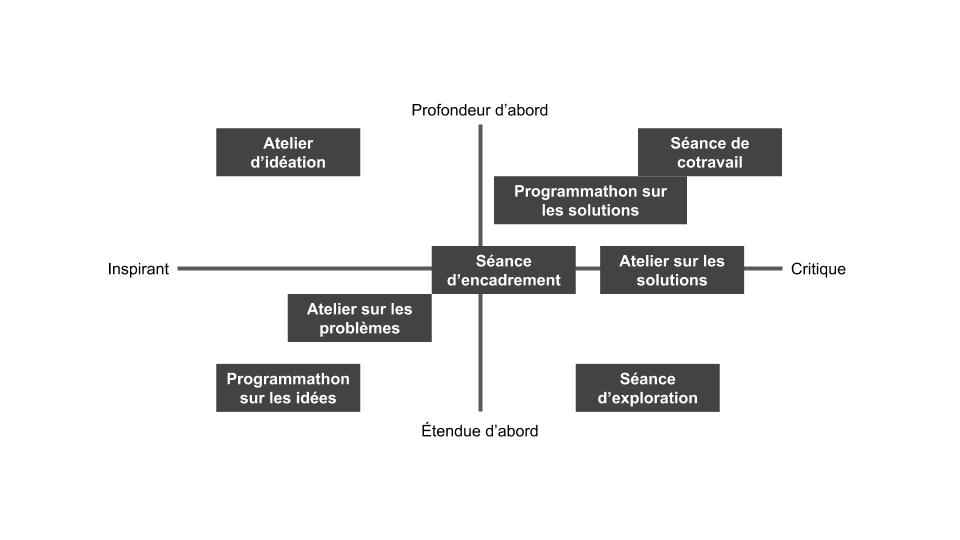 Profondeur d’abord
Atelier
d’idéation
Séance de
cotravail
Programmathon sur
les solutions
Inspirant
Séance
d’encadrement
Atelier sur les
solutions
Critique
Atelier sur les
problèmes
Programmathon
sur les idées
Séance
d’exploration
Étendue d’abord